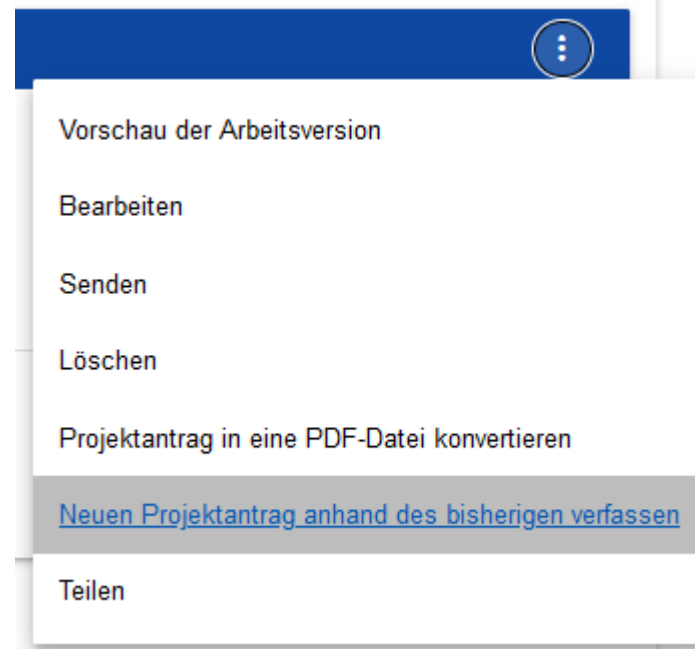 Vorschau der Arbeitsversion
Bearbeiten
Senden
Löschen
Projektantrag in eine PDF-Datei konvertieren
Neuen Projektantrag anhand des bisherigen verfassen
Teilen